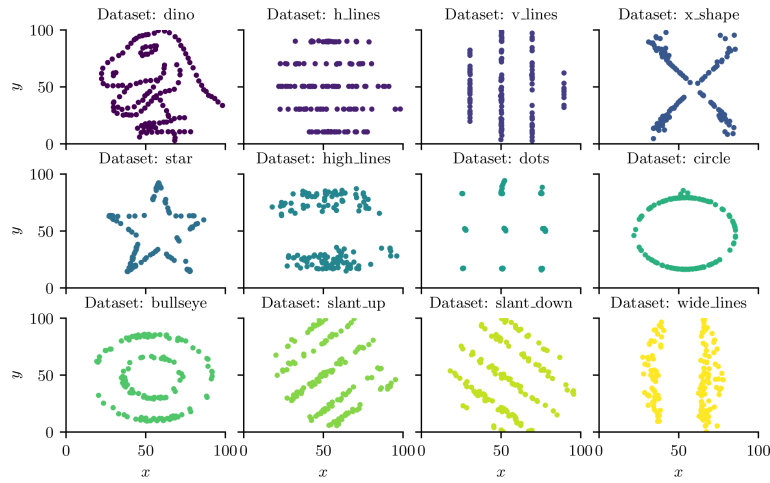 Dataset: dino Dataset: h_lines Dataset: v_lines Dataset: x_shape
100
50
0
y
Dataset: star Dataset: high_lines Dataset: dots Dataset: circle
100
50
0
y
Dataset: bullseye Dataset: slant_up Dataset: slant_down Dataset: wide_lines
100
50
0
y
0 50 100 0 50 100 0 50 100 0 50 100
x x x x